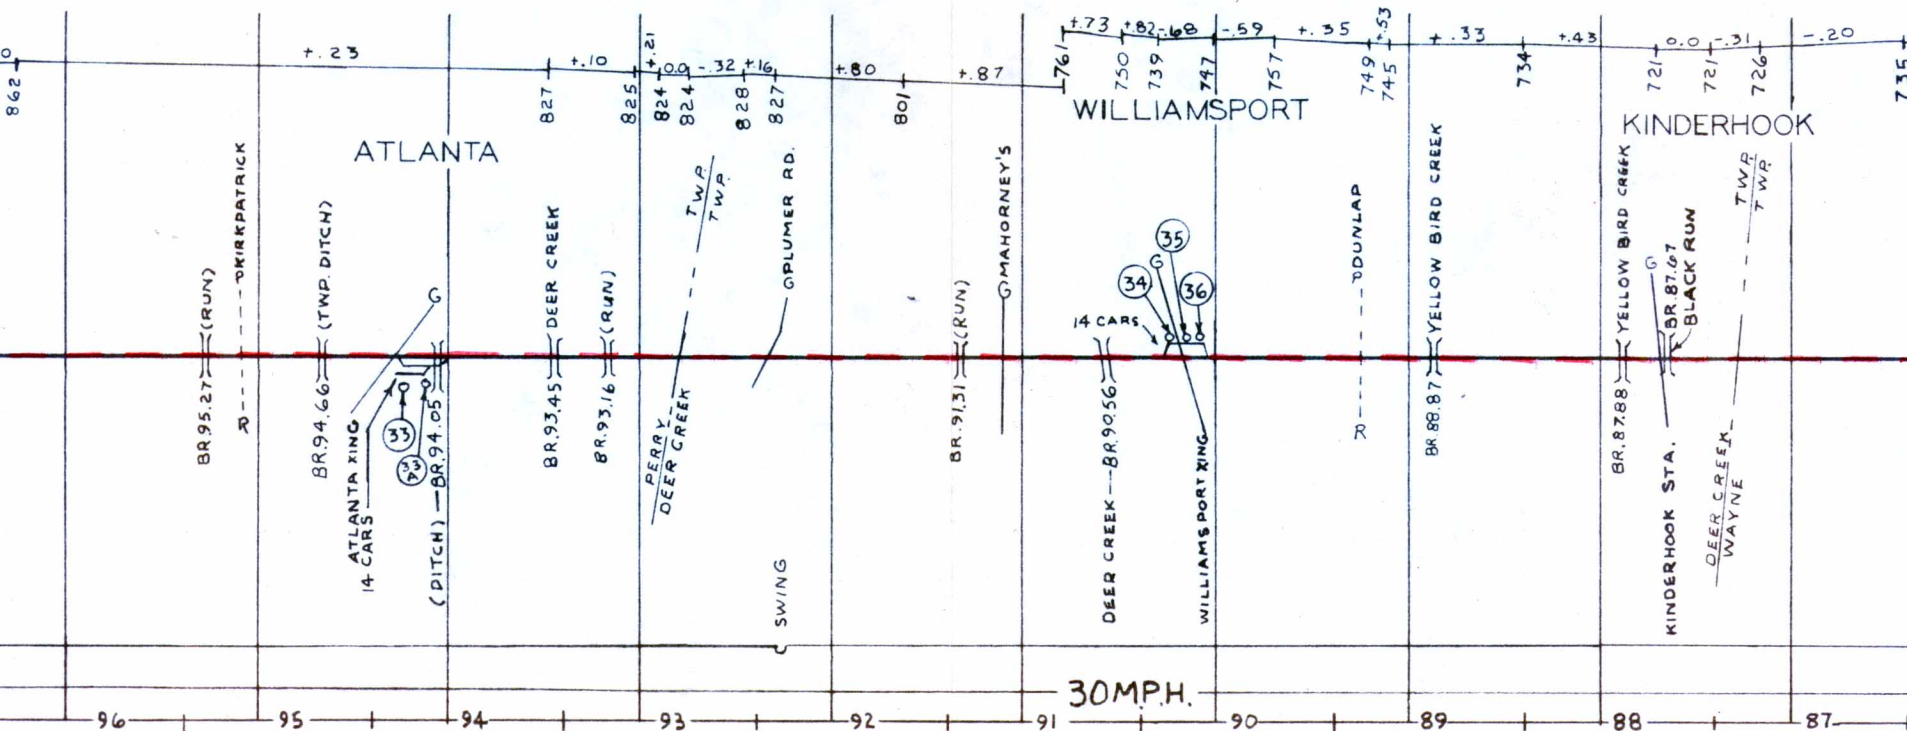 0 +.23 +.10 +.21 0.0 -.32 +.16 +.80 +.87 +.73 +.82 -.68 -.59 +.35 +.53 +.33 +.43 0.0 -.31 -.20
862 827 825 824 824 828 827 801 761 750 739 747 757 749 745 734 721 721 726 735
ATLANTA
WILLIAMSPORT
KINDERHOOK
BR.95.27 (RUN)
R KIRKPATRICK
BR.94.66 (TWP. DITCH)
G
ATLANTA XING
14 CARS
33
33
A
(DITCH) BR.94.05
BR.93.45 DEER CREEK
BR.93.16 (RUN)
TWP.
TWP.
PERRY
DEER CREEK
G PLUMER RD.
SWING
BR.91.31 (RUN)
G MAHORNEY'S
DEER CREEK BR.90.56
14 CARS
34
G
35
36
WILLIAMSPORT XING
R DUNLAP
BR.88.87 YELLOW BIRD CREEK
BR.87.88 YELLOW BIRD CREEK
G
KINDERHOOK STA.
BR.87.67
BLACK RUN
TWP.
TWP.
DEER CREEK
WAYNE
30 M.P.H.
96 95 94 93 92 91 90 89 88 87